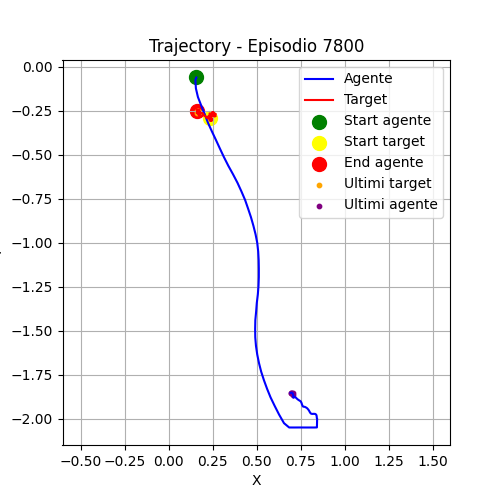 Trajectory - Episodio 7800
0.00
-0.25
-0.50
-0.75
-1.00
-1.25
-1.50
-1.75
-2.00
Agente
Target
Start agente
Start target
End agente
Ultimi target
Ultimi agente
-0.50 -0.25 0.00 0.25 0.50 0.75 1.00 1.25 1.50
X